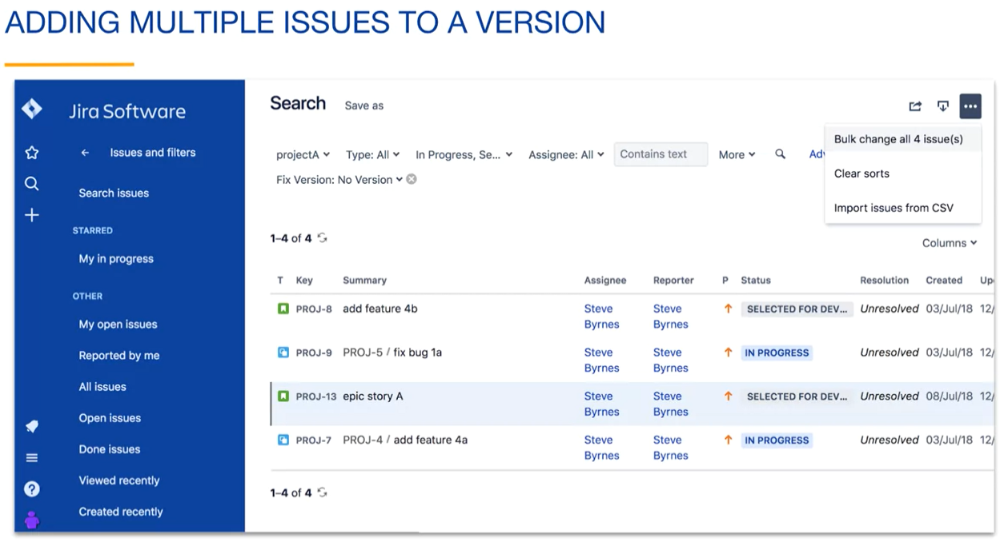 ADDING MULTIPLE ISSUES TO A VERSION
Jira Software
Issues and filters
Search issues
STARRED
My in progress
OTHER
My open issues
Reported by me
All issues
Open issues
Done issues
Viewed recently
Created recently
Search Save as
projectA Type: All In Progress, Se... Assignee: All Contains text More Adv
Fix Version: No Version
Bulk change all 4 issue(s)
Clear sorts
Import issues from CSV
1–4 of 4
Columns
T Key Summary Assignee Reporter P Status Resolution Created Up
PROJ-8 add feature 4b Steve Byrnes Steve Byrnes SELECTED FOR DEV... Unresolved 03/Jul/18 12/
PROJ-9 PROJ-5 / fix bug 1a Steve Byrnes Steve Byrnes IN PROGRESS Unresolved 03/Jul/18 12/
PROJ-13 epic story A Steve Byrnes Steve Byrnes SELECTED FOR DEV... Unresolved 08/Jul/18 12/
PROJ-7 PROJ-4 / add feature 4a Steve Byrnes Steve Byrnes IN PROGRESS Unresolved 03/Jul/18 12/
1–4 of 4